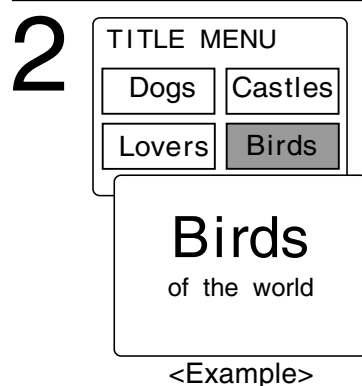 2
TITLE MENU
Dogs Castles
Lovers Birds
Birds
of the world
<Example>